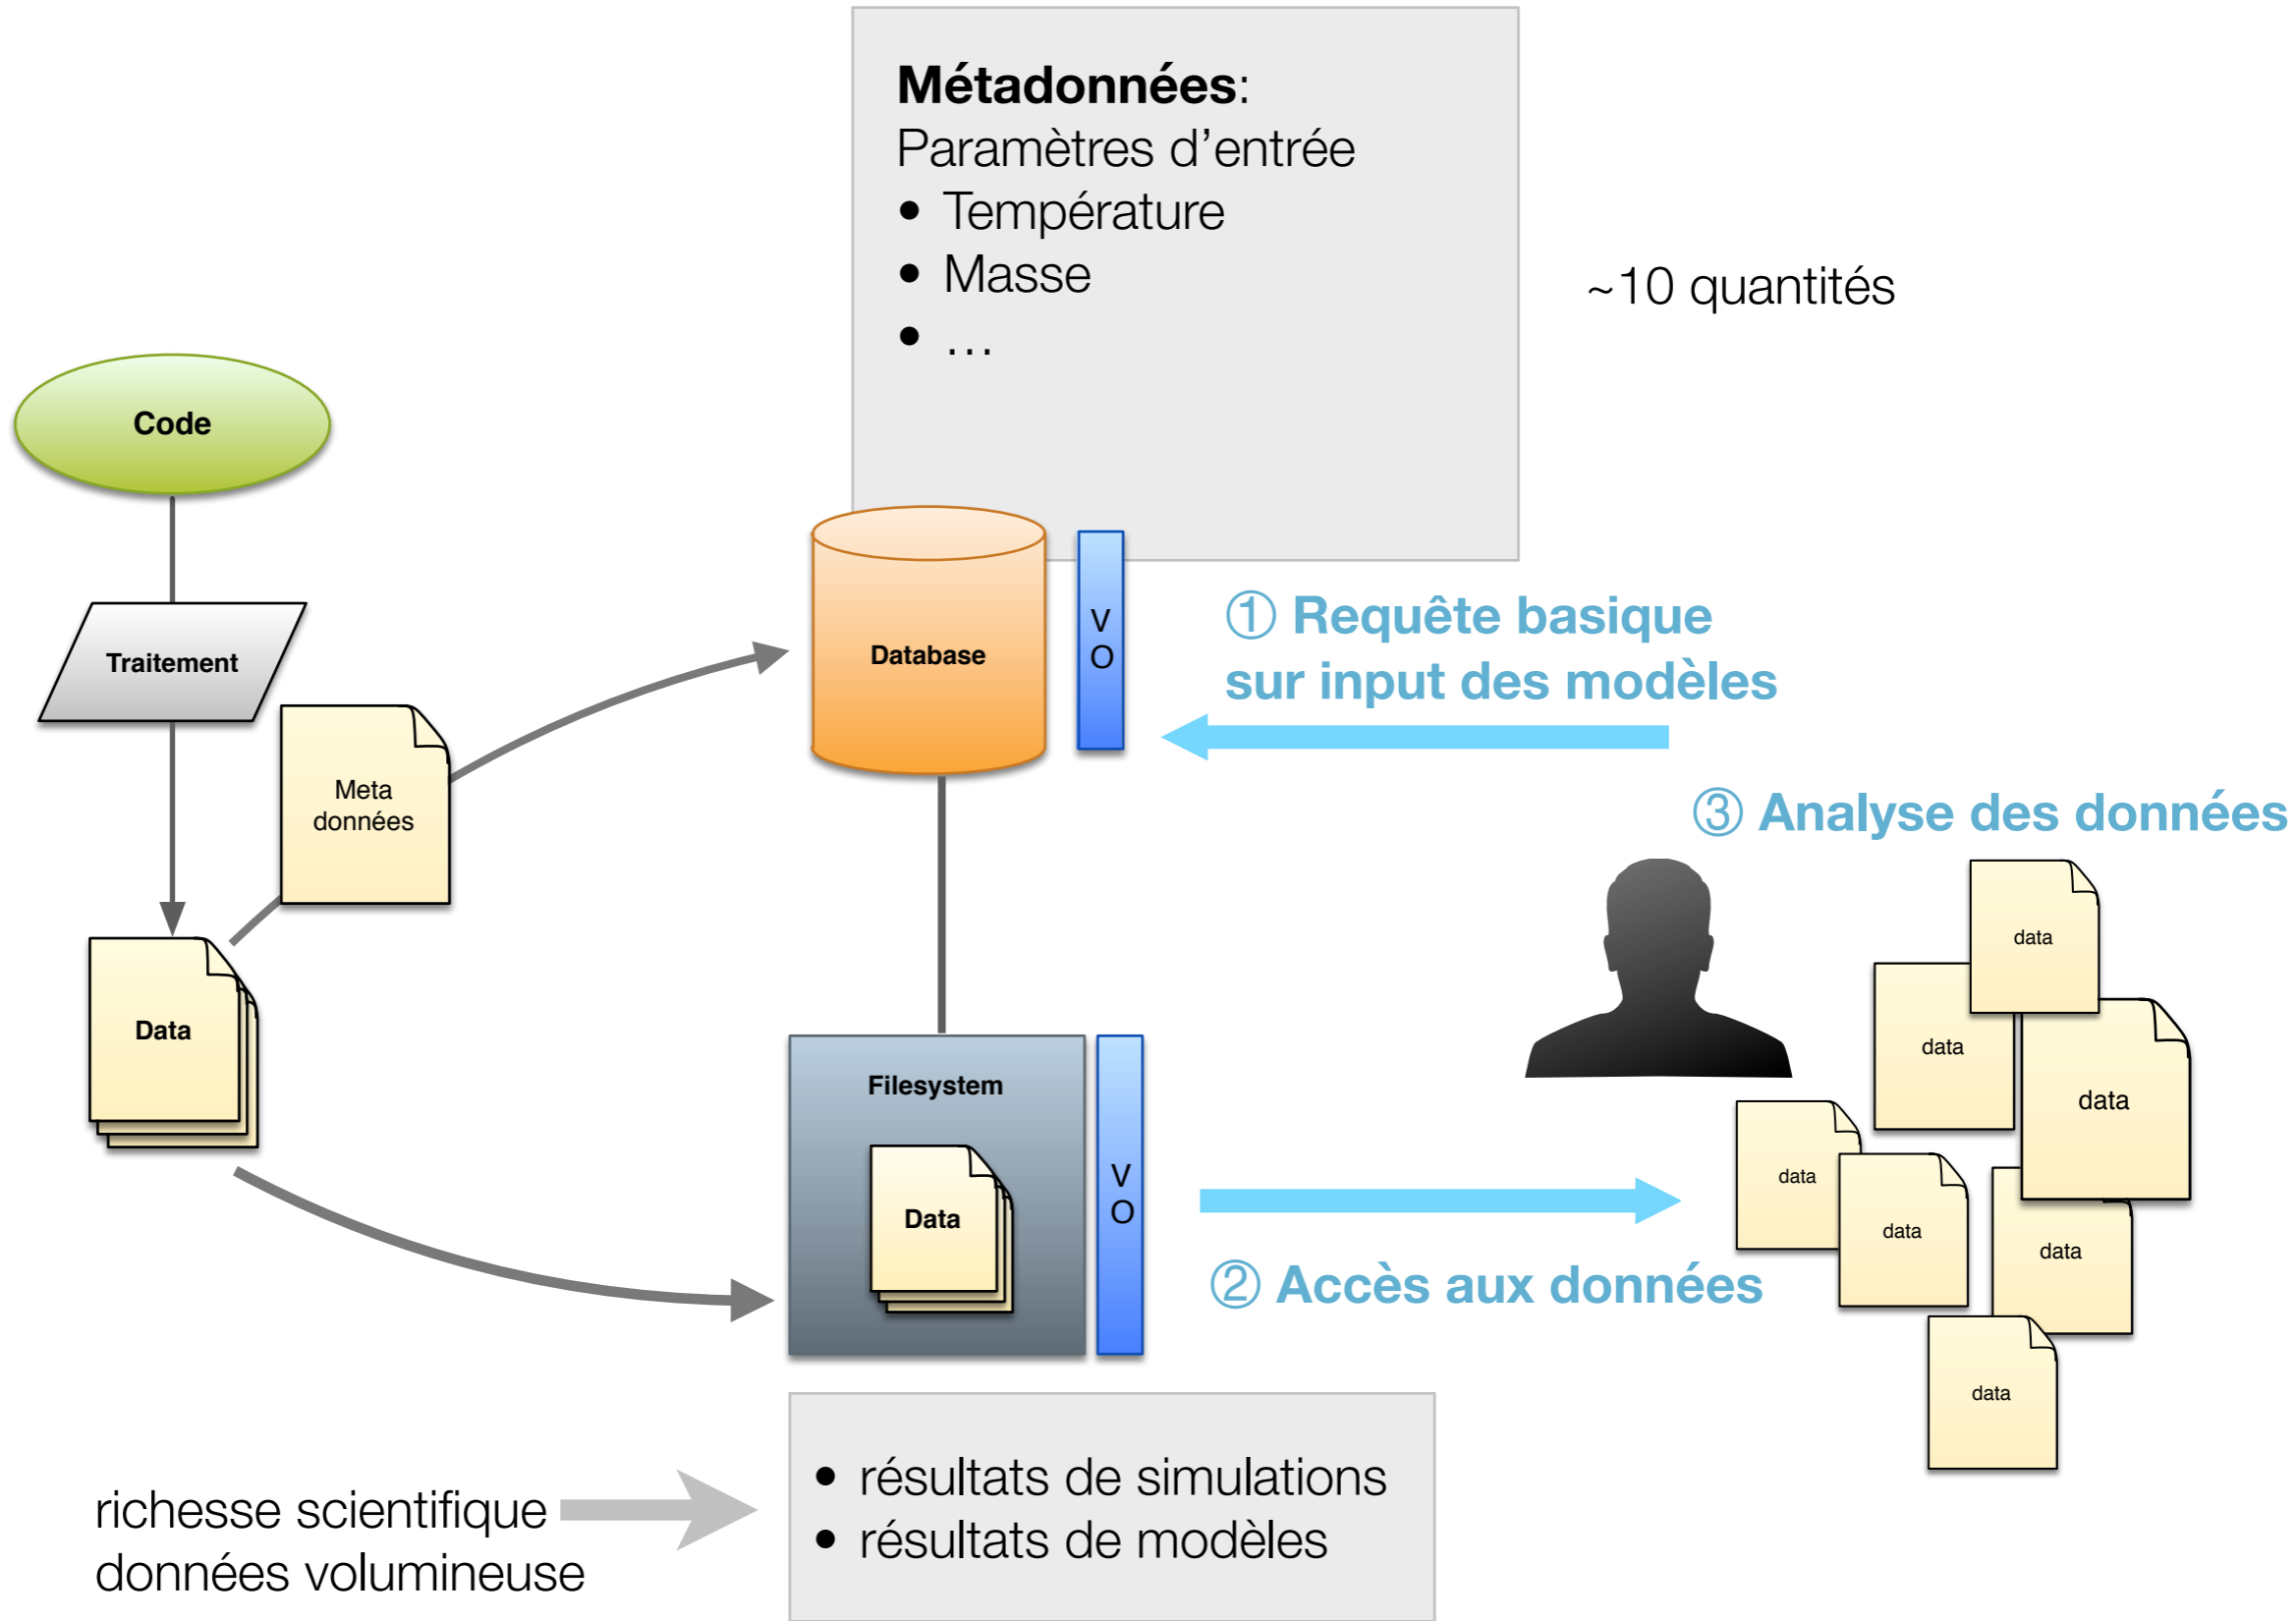 Métadonnées:
Paramètres d’entrée
• Température
• Masse
• …
~10 quantités
Code
Traitement
Meta
données
Data
Database
V
O
① Requête basique
sur input des modèles
③ Analyse des données
data
data
data
data
data
data
data
Filesystem
Data
V
O
② Accès aux données
richesse scientifique
données volumineuse
• résultats de simulations
• résultats de modèles